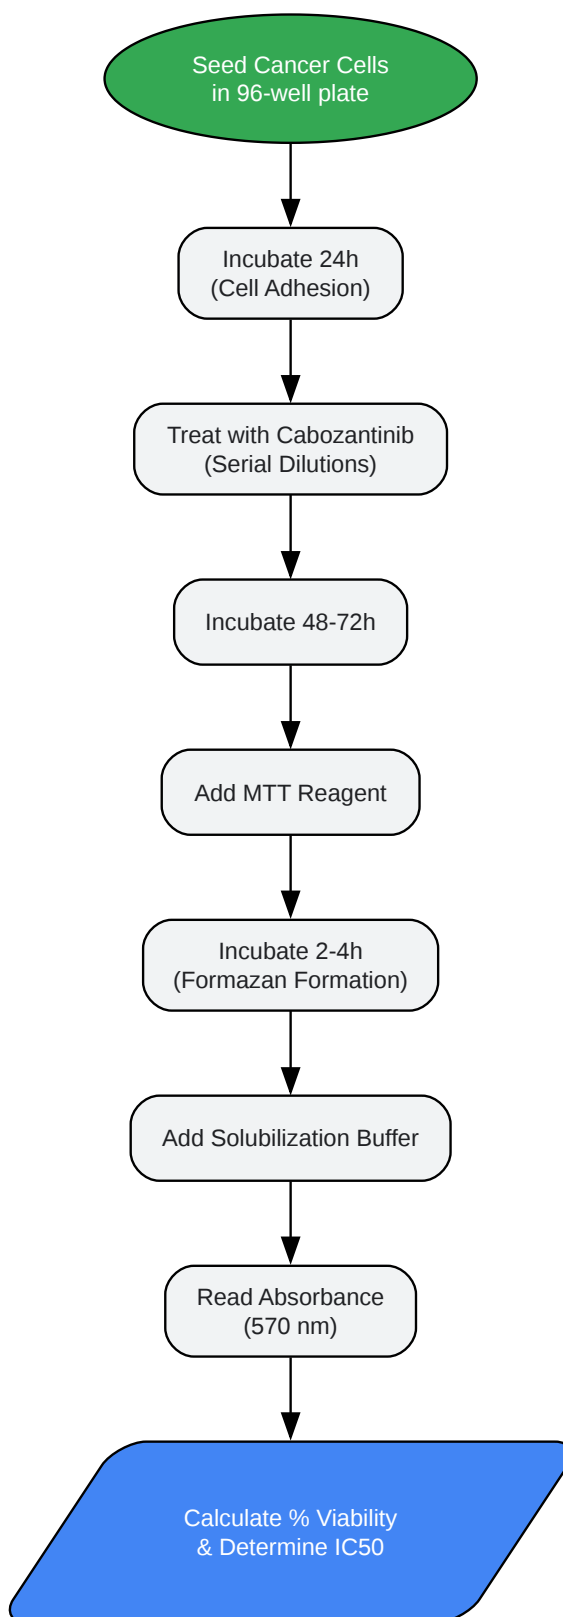 Seed Cancer Cells
in 96-well plate
Incubate 24h
(Cell Adhesion)
Treat with Cabozantinib
(Serial Dilutions)
Incubate 48-72h
Add MTT Reagent
Incubate 2-4h
(Formazan Formation)
Add Solubilization Buffer
Read Absorbance
(570 nm)
Calculate % Viability
& Determine IC50